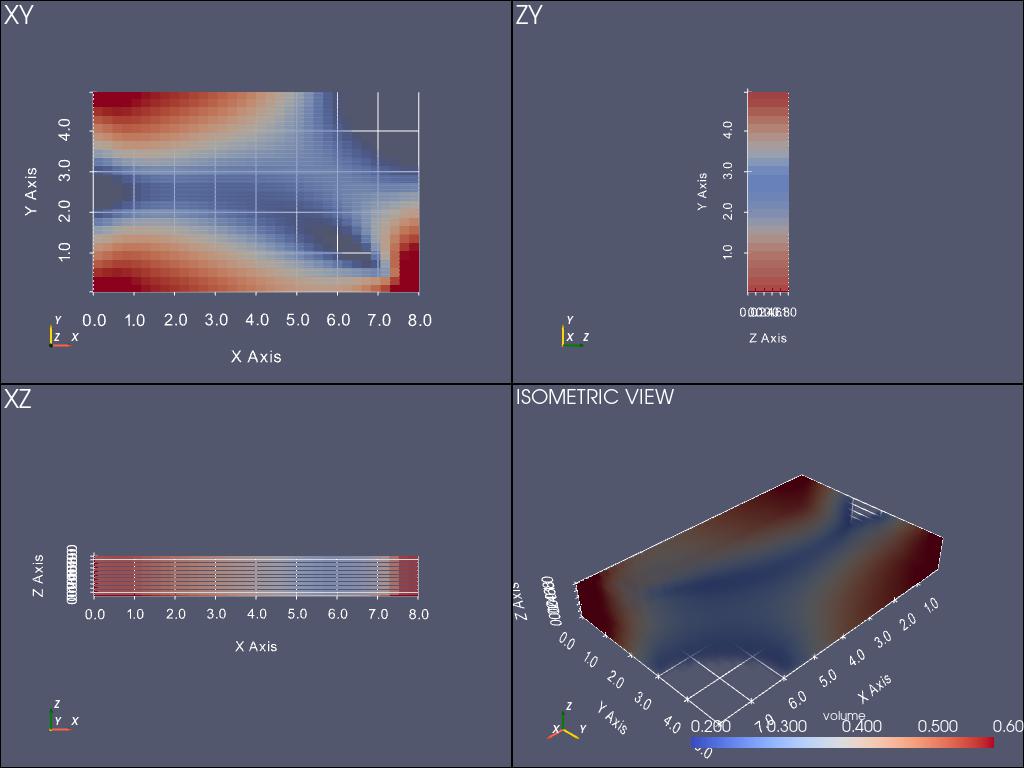 XY
4.0
3.0
2.0
1.0
Y Axis
0.0 1.0 2.0 3.0 4.0 5.0 6.0 7.0 8.0
X Axis
Y
Z X
ZY
4.0
3.0
2.0
1.0
Y Axis
Z Axis
Y
X Z
XZ
Z Axis
0.0 1.0 2.0 3.0 4.0 5.0 6.0 7.0 8.0
X Axis
Z
Y X
ISOMETRIC VIEW
Z Axis
0.0 1.0 2.0 3.0 4.0
Y Axis
7.0 6.0 5.0 4.0 3.0 2.0 1.0
X Axis
Z
X Y
volume
0.200 0.300 0.400 0.500 0.60